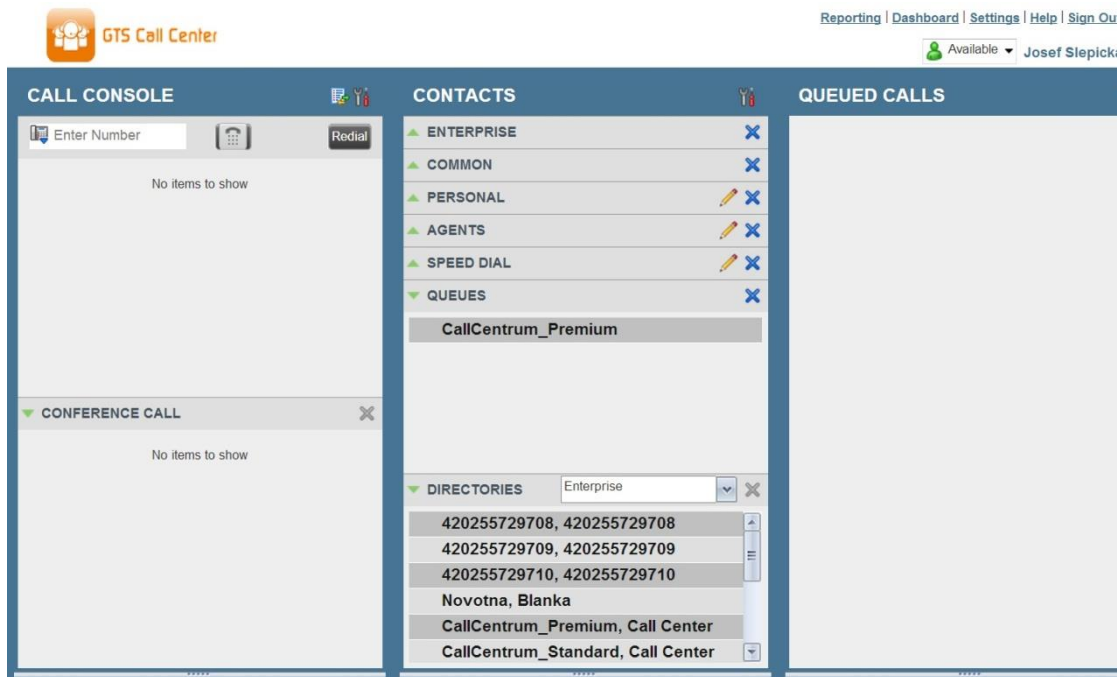 GTS Call Center
Reporting | Dashboard | Settings | Help | Sign Ou
Available
Josef Slepicka
CALL CONSOLE
Enter Number
Redial
No items to show
CONFERENCE CALL
No items to show
CONTACTS
ENTERPRISE
COMMON
PERSONAL
AGENTS
SPEED DIAL
QUEUES
CallCentrum_Premium
DIRECTORIES
Enterprise
420255729708, 420255729708
420255729709, 420255729709
420255729710, 420255729710
Novotna, Blanka
CallCentrum_Premium, Call Center
CallCentrum_Standard, Call Center
QUEUED CALLS